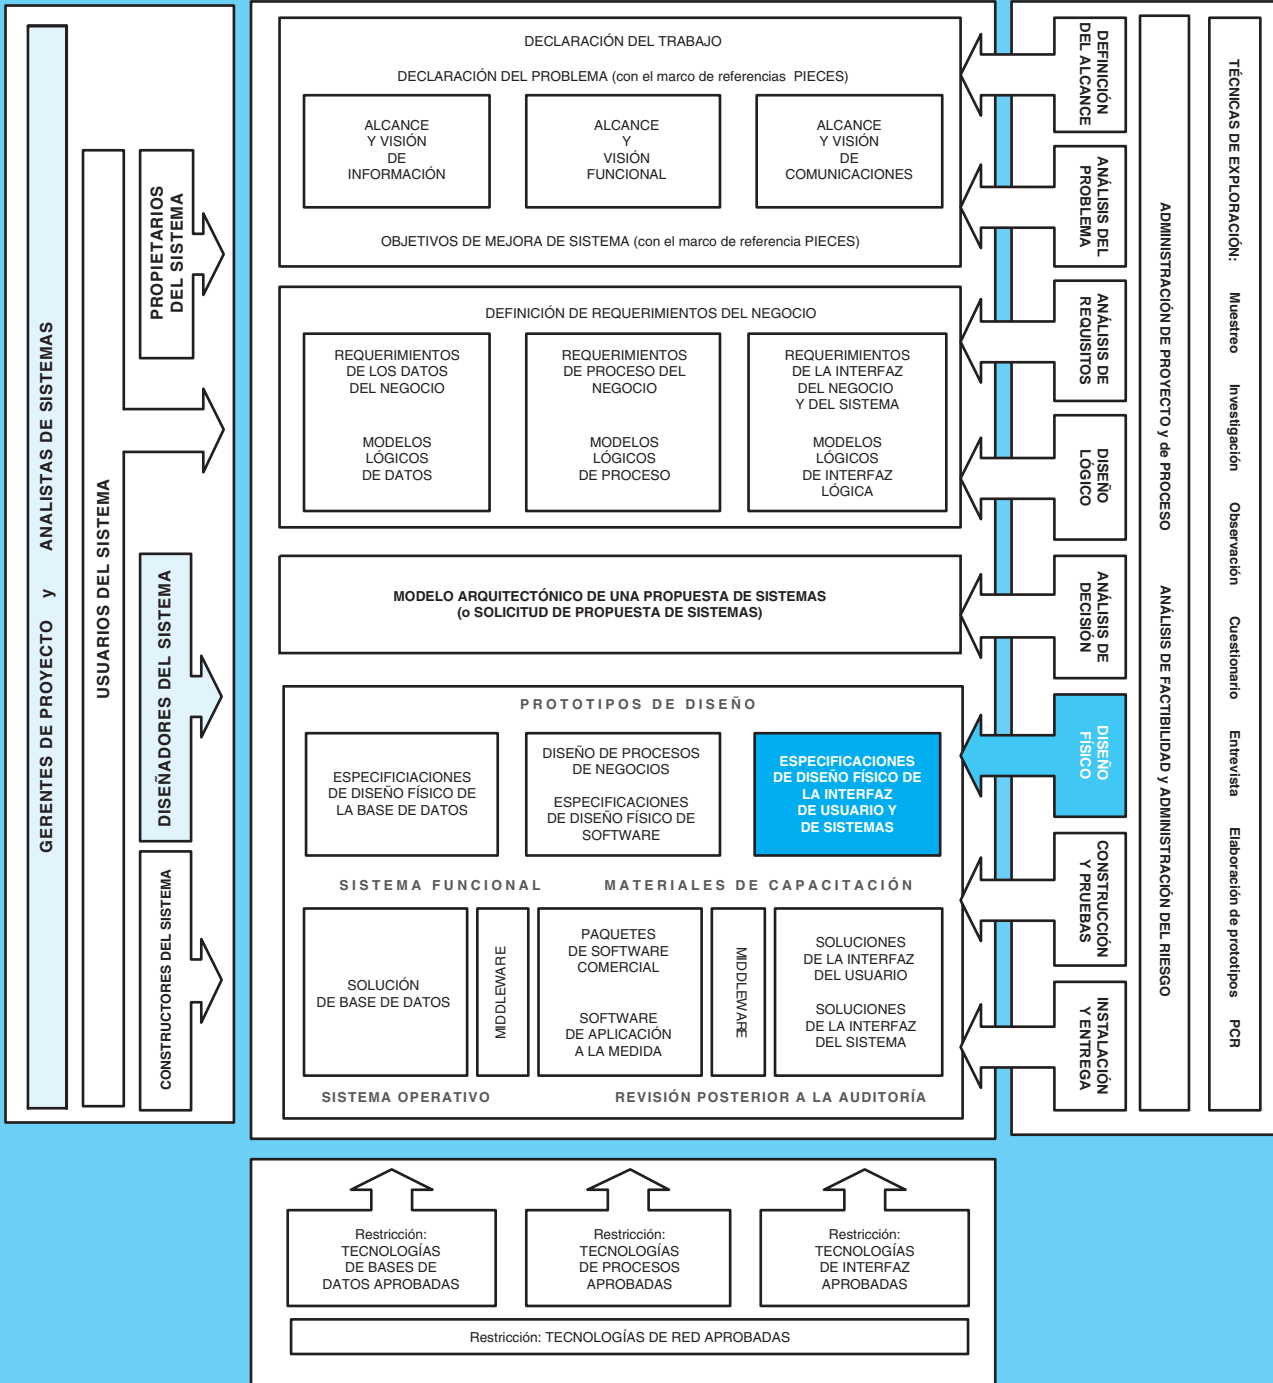 GERENTES DE PROYECTO y ANALISTAS DE SISTEMAS
USUARIOS DEL SISTEMA
PROPIETARIOS
DEL SISTEMA
DISEÑADORES DEL SISTEMA
CONSTRUCTORES DEL SISTEMA
DECLARACIÓN DEL TRABAJO
DECLARACIÓN DEL PROBLEMA (con el marco de referencias PIECES)
ALCANCE
Y VISIÓN
DE
INFORMACIÓN
ALCANCE
Y
VISIÓN
FUNCIONAL
ALCANCE
Y VISIÓN
DE
COMUNICACIONES
OBJETIVOS DE MEJORA DE SISTEMA (con el marco de referencia PIECES)
DEFINICIÓN DE REQUERIMIENTOS DEL NEGOCIO
REQUERIMIENTOS
DE LOS DATOS
DEL NEGOCIO
MODELOS
LÓGICOS
DE DATOS
REQUERIMIENTOS
DE PROCESO DEL
NEGOCIO
MODELOS
LÓGICOS
DE PROCESO
REQUERIMIENTOS
DE LA INTERFAZ
DEL NEGOCIO
Y DEL SISTEMA
MODELOS
LÓGICOS
DE INTERFAZ
LÓGICA
MODELO ARQUITECTÓNICO DE UNA PROPUESTA DE SISTEMAS
(o SOLICITUD DE PROPUESTA DE SISTEMAS)
PROTOTIPOS DE DISEÑO
ESPECIFICIACIONES
DE DISEÑO FÍSICO DE
LA BASE DE DATOS
DISEÑO DE PROCESOS
DE NEGOCIOS
ESPECIFICACIONES
DE DISEÑO FÍSICO DE
SOFTWARE
ESPECIFICACIONES
DE DISEÑO FÍSICO DE
LA INTERFAZ
DE USUARIO Y
DE SISTEMAS
SISTEMA FUNCIONAL
MATERIALES DE CAPACITACIÓN
SOLUCIÓN
DE BASE DE DATOS
MIDDLEWARE
PAQUETES
DE SOFTWARE
COMERCIAL
SOFTWARE
DE APLICACIÓN
A LA MEDIDA
MIDDLEWARE
SOLUCIONES
DE LA INTERFAZ
DEL USUARIO
SOLUCIONES
DE LA INTERFAZ
DEL SISTEMA
SISTEMA OPERATIVO
REVISIÓN POSTERIOR A LA AUDITORÍA
DEFINICIÓN
DEL ALCANCE
ANÁLISIS DEL
PROBLEMA
ANÁLISIS DE
REQUISITOS
DISEÑO
LÓGICO
ANÁLISIS DE
DECISIÓN
DISEÑO
FÍSICO
CONSTRUCCIÓN
Y PRUEBAS
INSTALACIÓN
Y ENTREGA
ADMINISTRACIÓN DE PROYECTO y de PROCESO ANÁLISIS DE FACTIBILIDAD y ADMINISTRACIÓN DEL RIESGO
TÉCNICAS DE EXPLORACIÓN: Muestreo Investigación Observación Cuestionario Entrevista Elaboración de prototipos PCR
Restricción:
TECNOLOGÍAS
DE BASES DE
DATOS APROBADAS
Restricción:
TECNOLOGÍAS
DE PROCESOS
APROBADAS
Restricción:
TECNOLOGÍAS
DE INTERFAZ
APROBADAS
Restricción: TECNOLOGÍAS DE RED APROBADAS